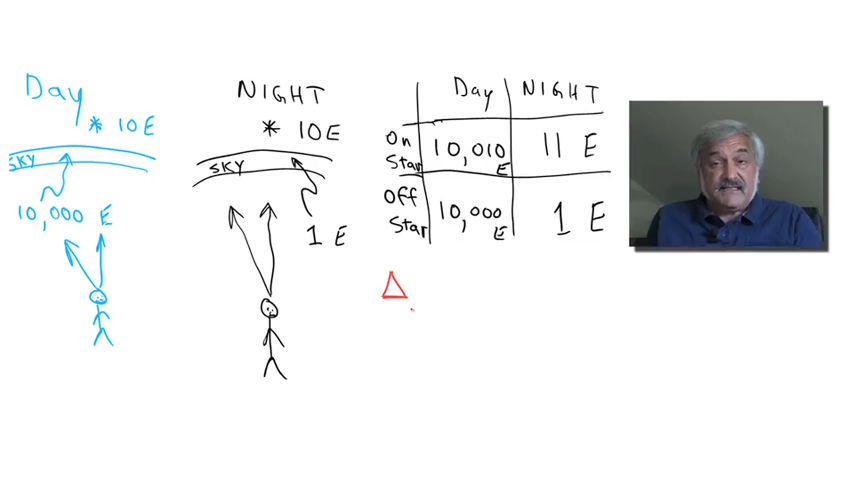 Day
* 10E
SKY
10,000 E
NIGHT
* 10E
SKY
1 E
Day NIGHT
On Star 10,010 E 11 E
Off Star 10,000 E 1 E
Δ